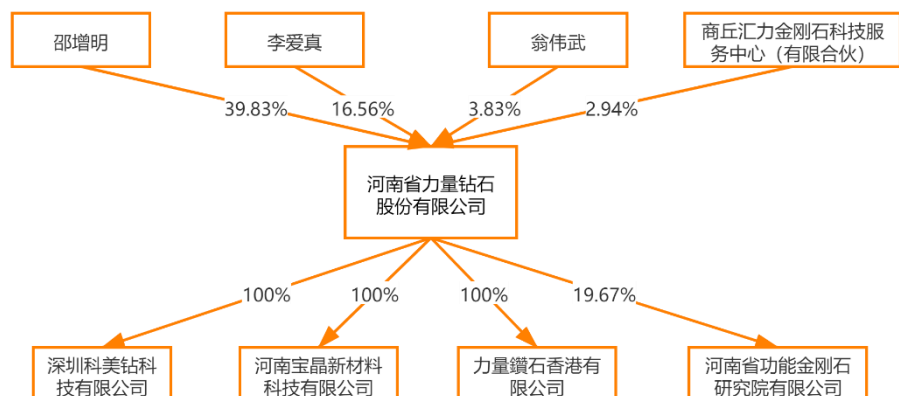 邵增明
李爱真
翁伟武
商丘汇力金刚石科技服
务中心（有限合伙）
39.83%
16.56%
3.83%
2.94%
河南省力量钻石
股份有限公司
100%
100%
100%
19.67%
深圳科美钻科
技有限公司
河南宝晶新材料
科技有限公司
力量鑽石香港有
限公司
河南省功能金刚石
研究院有限公司